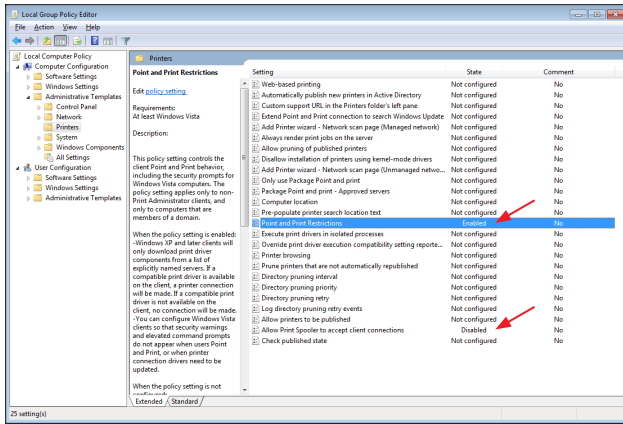 Local Group Policy Editor
File Action View Help
Local Computer Policy
Computer Configuration
Software Settings
Windows Settings
Administrative Templates
Control Panel
Network
Printers
System
Windows Components
All Settings
User Configuration
Software Settings
Windows Settings
Administrative Templates
Printers
Point and Print Restrictions
Edit policy setting
Requirements:
At least Windows Vista
Description:
This policy setting controls the
client Point and Print behavior,
including the security prompts for
Windows Vista computers. The
policy setting applies only to non-
Print Administrator clients, and
only to computers that are
members of a domain.
When the policy setting is enabled:
-Windows XP and later clients will
only download print driver
components from a list of
explicitly named servers. If a
compatible print driver is available
on the client, a printer connection
will be made. If a compatible print
driver is not available on the
client, no connection will be made.
-You can configure Windows Vista
clients so that security warnings
and elevated command prompts
do not appear when users Point
and Print, or when printer
connection drivers need to be
updated.
When the policy setting is not
configured:
Setting State Comment
Web-based printing Not configured No
Automatically publish new printers in Active Directory Not configured No
Custom support URL in the Printers folder's left pane Not configured No
Extend Point and Print connection to search Windows Update Not configured No
Add Printer wizard - Network scan page (Managed network) Not configured No
Always render print jobs on the server Not configured No
Allow pruning of published printers Not configured No
Disallow installation of printers using kernel-mode drivers Not configured No
Add Printer wizard - Network scan page (Unmanaged netwo... Not configured No
Only use Package Point and print Not configured No
Package Point and print - Approved servers Not configured No
Computer location Not configured No
Pre-populate printer search location text Not configured No
Point and Print Restrictions Enabled No
Execute print drivers in isolated processes Not configured No
Override print driver execution compatibility setting reporte... Not configured No
Printer browsing Not configured No
Prune printers that are not automatically republished Not configured No
Directory pruning interval Not configured No
Directory pruning priority Not configured No
Directory pruning retry Not configured No
Log directory pruning retry events Not configured No
Allow printers to be published Not configured No
Allow Print Spooler to accept client connections Disabled No
Check published state Not configured No
Extended Standard
25 setting(s)